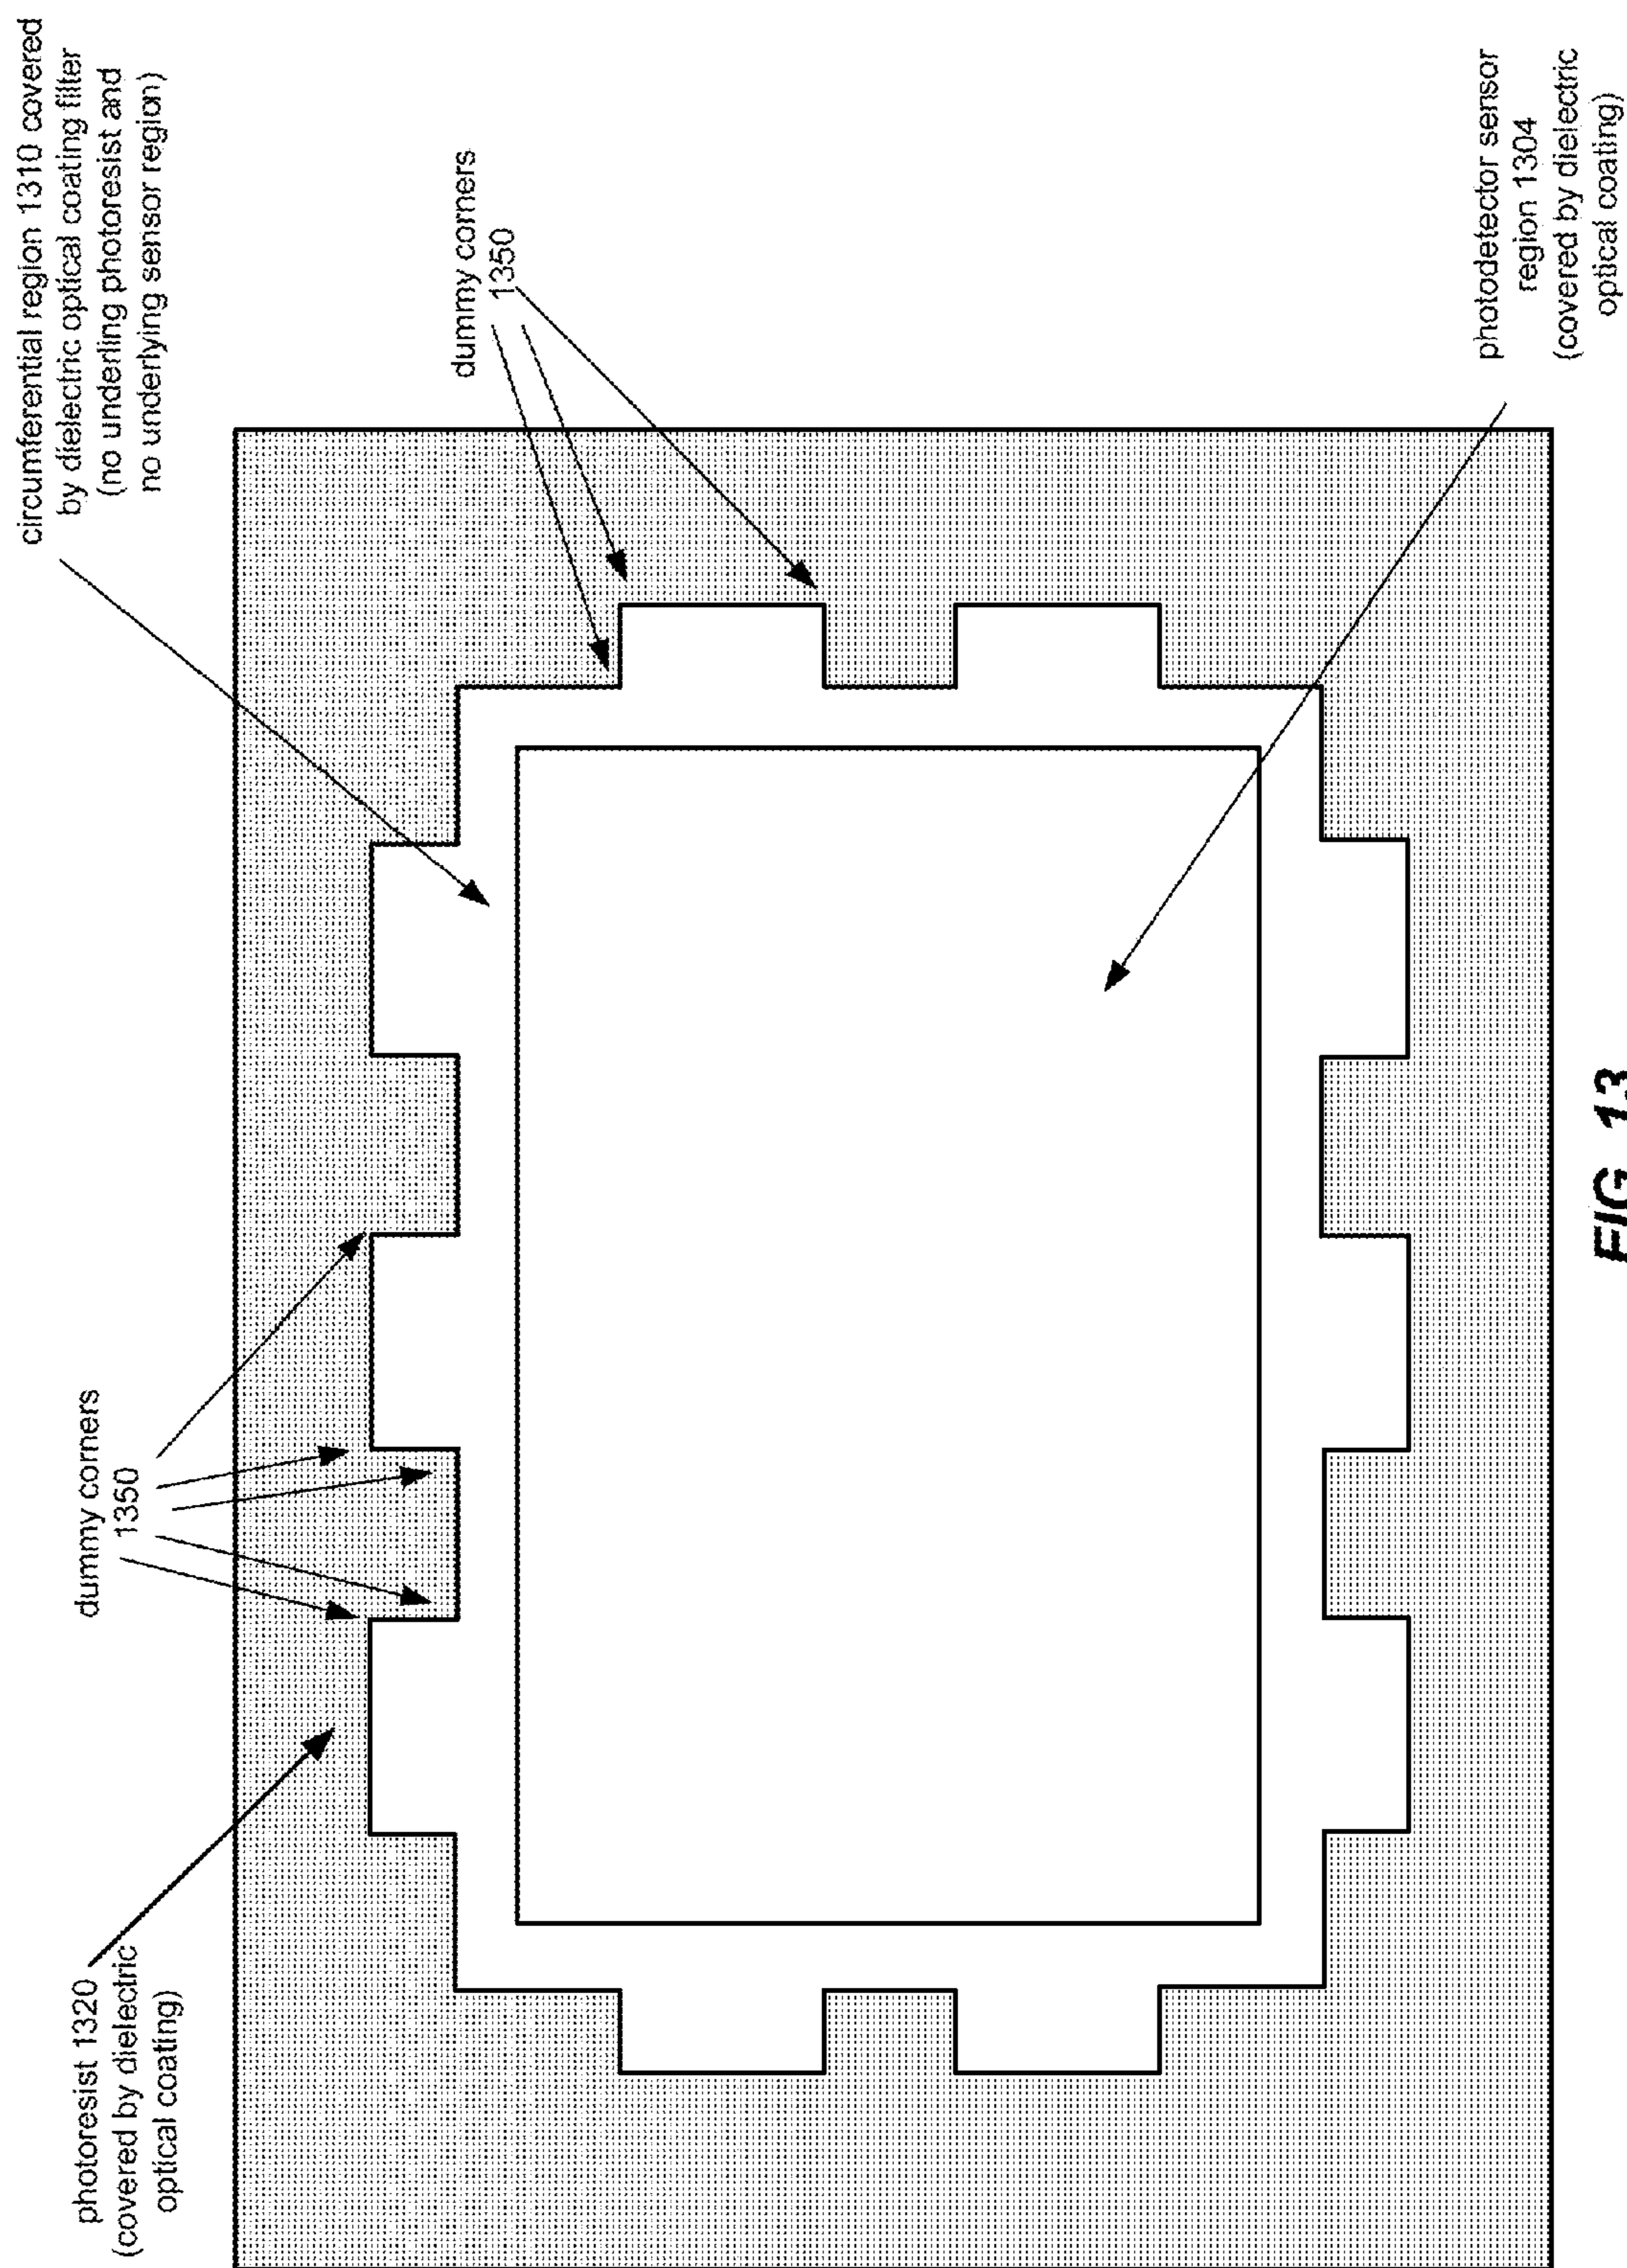 photoresist 1320
(covered by dielectric
optical coating)
dummy corners
1350
circumferential region 1310 covered
by dielectric optical coating filter
(no underling photoresist and
no underlying sensor region)
dummy corners
1350
photodetector sensor
region 1304
(covered by dielectric
optical coating)
FIG. 13